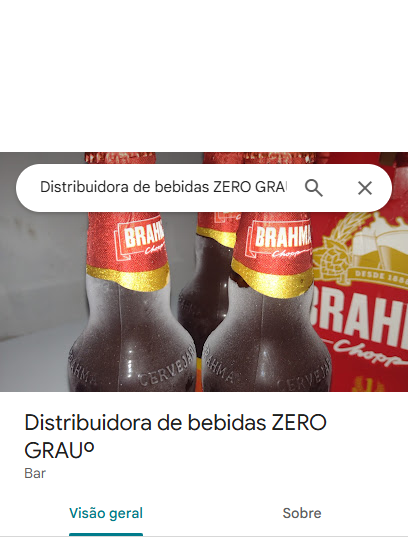 Distribuidora de bebidas ZERO GRAU
BRAHMA
Chopp
BRAHMA
Chopp
DESDE 1888
BRAHM
Chopp
BRAHMA
CERVEJA
Distribuidora de bebidas ZERO
GRAUº
Bar
Visão geral
Sobre